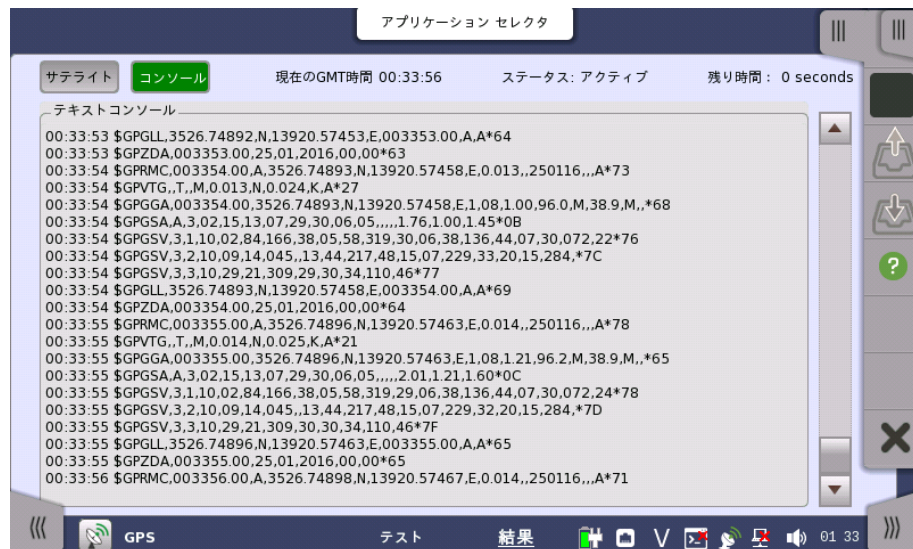 アプリケーション セレクタ
サテライト コンソール 現在のGMT時間 00:33:56 ステータス: アクティブ 残り時間 : 0 seconds
テキストコンソール
00:33:53 $GPGLL,3526.74892,N,13920.57453,E,003353.00,A,A*64
00:33:53 $GPZDA,003353.00,25,01,2016,00,00*63
00:33:54 $GPRMC,003354.00,A,3526.74893,N,13920.57458,E,0.013,,250116,,,A*73
00:33:54 $GPVTG,,T,,M,0.013,N,0.024,K,A*27
00:33:54 $GPGGA,003354.00,3526.74893,N,13920.57458,E,1,08,1.00,96.0,M,38.9,M,,*68
00:33:54 $GPGSA,A,3,02,15,13,07,29,30,06,05,,,,,1.76,1.00,1.45*0B
00:33:54 $GPGSV,3,1,10,02,84,166,38,05,58,319,30,06,38,136,44,07,30,072,22*76
00:33:54 $GPGSV,3,2,10,09,14,045,,13,44,217,48,15,07,229,33,20,15,284,*7C
00:33:54 $GPGSV,3,3,10,29,21,309,29,30,34,110,46*77
00:33:54 $GPGLL,3526.74893,N,13920.57458,E,003354.00,A,A*69
00:33:54 $GPZDA,003354.00,25,01,2016,00,00*64
00:33:55 $GPRMC,003355.00,A,3526.74896,N,13920.57463,E,0.014,,250116,,,A*78
00:33:55 $GPVTG,,T,,M,0.014,N,0.025,K,A*21
00:33:55 $GPGGA,003355.00,3526.74896,N,13920.57463,E,1,08,1.21,96.2,M,38.9,M,,*65
00:33:55 $GPGSA,A,3,02,15,13,07,29,30,06,05,,,,,2.01,1.21,1.60*0C
00:33:55 $GPGSV,3,1,10,02,84,166,38,05,58,319,29,06,38,136,44,07,30,072,24*78
00:33:55 $GPGSV,3,2,10,09,14,045,,13,44,217,48,15,07,229,32,20,15,284,*7D
00:33:55 $GPGSV,3,3,10,29,21,309,30,30,34,110,46*7F
00:33:55 $GPGLL,3526.74896,N,13920.57463,E,003355.00,A,A*65
00:33:55 $GPZDA,003355.00,25,01,2016,00,00*65
00:33:56 $GPRMC,003356.00,A,3526.74898,N,13920.57467,E,0.014,,250116,,,A*71
GPS テスト 結果 V 01 33